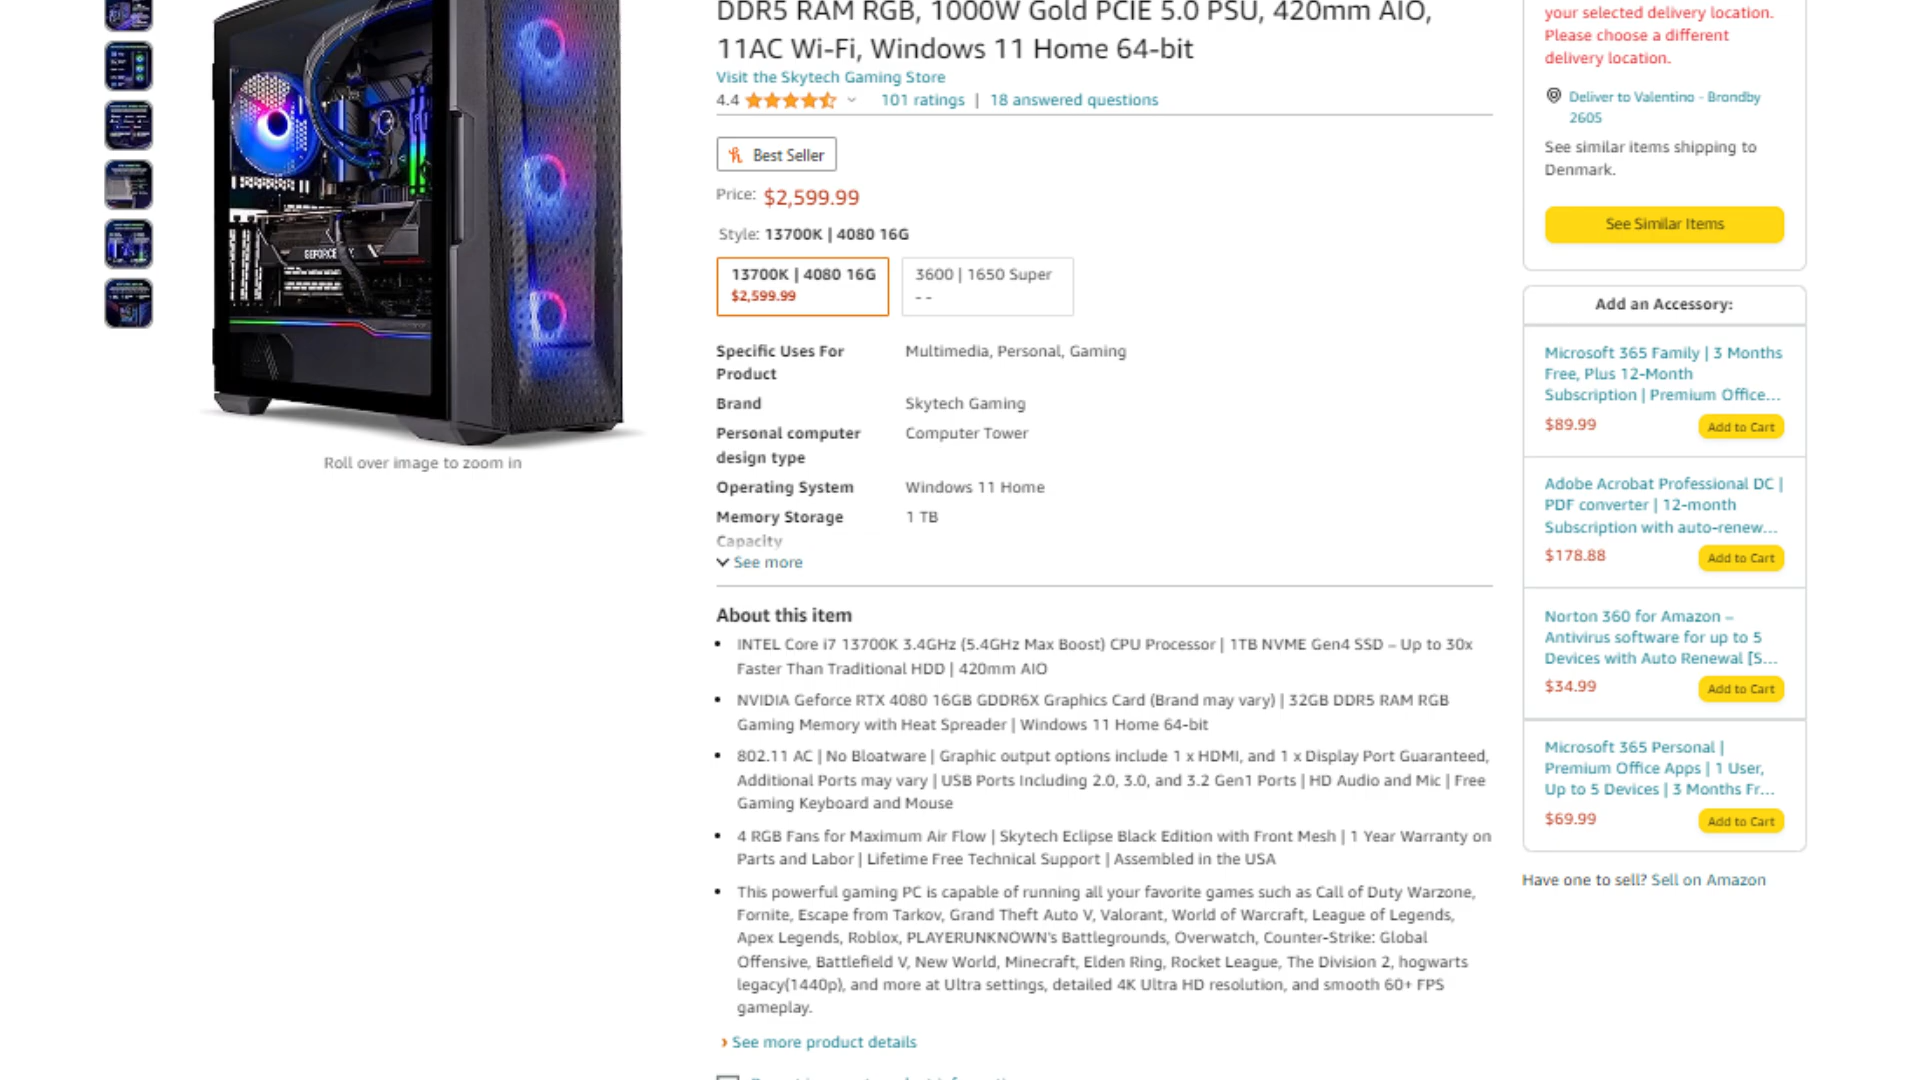 DDR5 RAM RGB, 1000W Gold PCIE 5.0 PSU, 420mm AIO,
11AC Wi-Fi, Windows 11 Home 64-bit
Visit the Skytech Gaming Store
4.4
101 ratings | 18 answered questions
Best Seller
Price: $2,599.99
Style: 13700K | 4080 16G
13700K | 4080 16G
$2,599.99
3600 | 1650 Super
- -
Specific Uses For
Product
Multimedia, Personal, Gaming
Brand
Skytech Gaming
Personal computer
design type
Computer Tower
Operating System
Windows 11 Home
Memory Storage
Capacity
1 TB
See more
About this item
• INTEL Core i7 13700K 3.4GHz (5.4GHz Max Boost) CPU Processor | 1TB NVME Gen4 SSD – Up to 30x
Faster Than Traditional HDD | 420mm AIO
• NVIDIA Geforce RTX 4080 16GB GDDR6X Graphics Card (Brand may vary) | 32GB DDR5 RAM RGB
Gaming Memory with Heat Spreader | Windows 11 Home 64-bit
• 802.11 AC | No Bloatware | Graphic output options include 1 x HDMI, and 1 x Display Port Guaranteed,
Additional Ports may vary | USB Ports Including 2.0, 3.0, and 3.2 Gen1 Ports | HD Audio and Mic | Free
Gaming Keyboard and Mouse
• 4 RGB Fans for Maximum Air Flow | Skytech Eclipse Black Edition with Front Mesh | 1 Year Warranty on
Parts and Labor | Lifetime Free Technical Support | Assembled in the USA
• This powerful gaming PC is capable of running all your favorite games such as Call of Duty Warzone,
Fornite, Escape from Tarkov, Grand Theft Auto V, Valorant, World of Warcraft, League of Legends,
Apex Legends, Roblox, PLAYERUNKNOWN's Battlegrounds, Overwatch, Counter-Strike: Global
Offensive, Battlefield V, New World, Minecraft, Elden Ring, Rocket League, The Division 2, hogwarts
legacy(1440p), and more at Ultra settings, detailed 4K Ultra HD resolution, and smooth 60+ FPS
gameplay.
› See more product details
GEFORCE
Roll over image to zoom in
your selected delivery location.
Please choose a different
delivery location.
Deliver to Valentino - Brondby
2605
See similar items shipping to
Denmark.
See Similar Items
Add an Accessory:
Microsoft 365 Family | 3 Months
Free, Plus 12-Month
Subscription | Premium Office...
$89.99
Add to Cart
Adobe Acrobat Professional DC |
PDF converter | 12-month
Subscription with auto-renew...
$178.88
Add to Cart
Norton 360 for Amazon –
Antivirus software for up to 5
Devices with Auto Renewal [S...
$34.99
Add to Cart
Microsoft 365 Personal |
Premium Office Apps | 1 User,
Up to 5 Devices | 3 Months Fr...
$69.99
Add to Cart
Have one to sell? Sell on Amazon